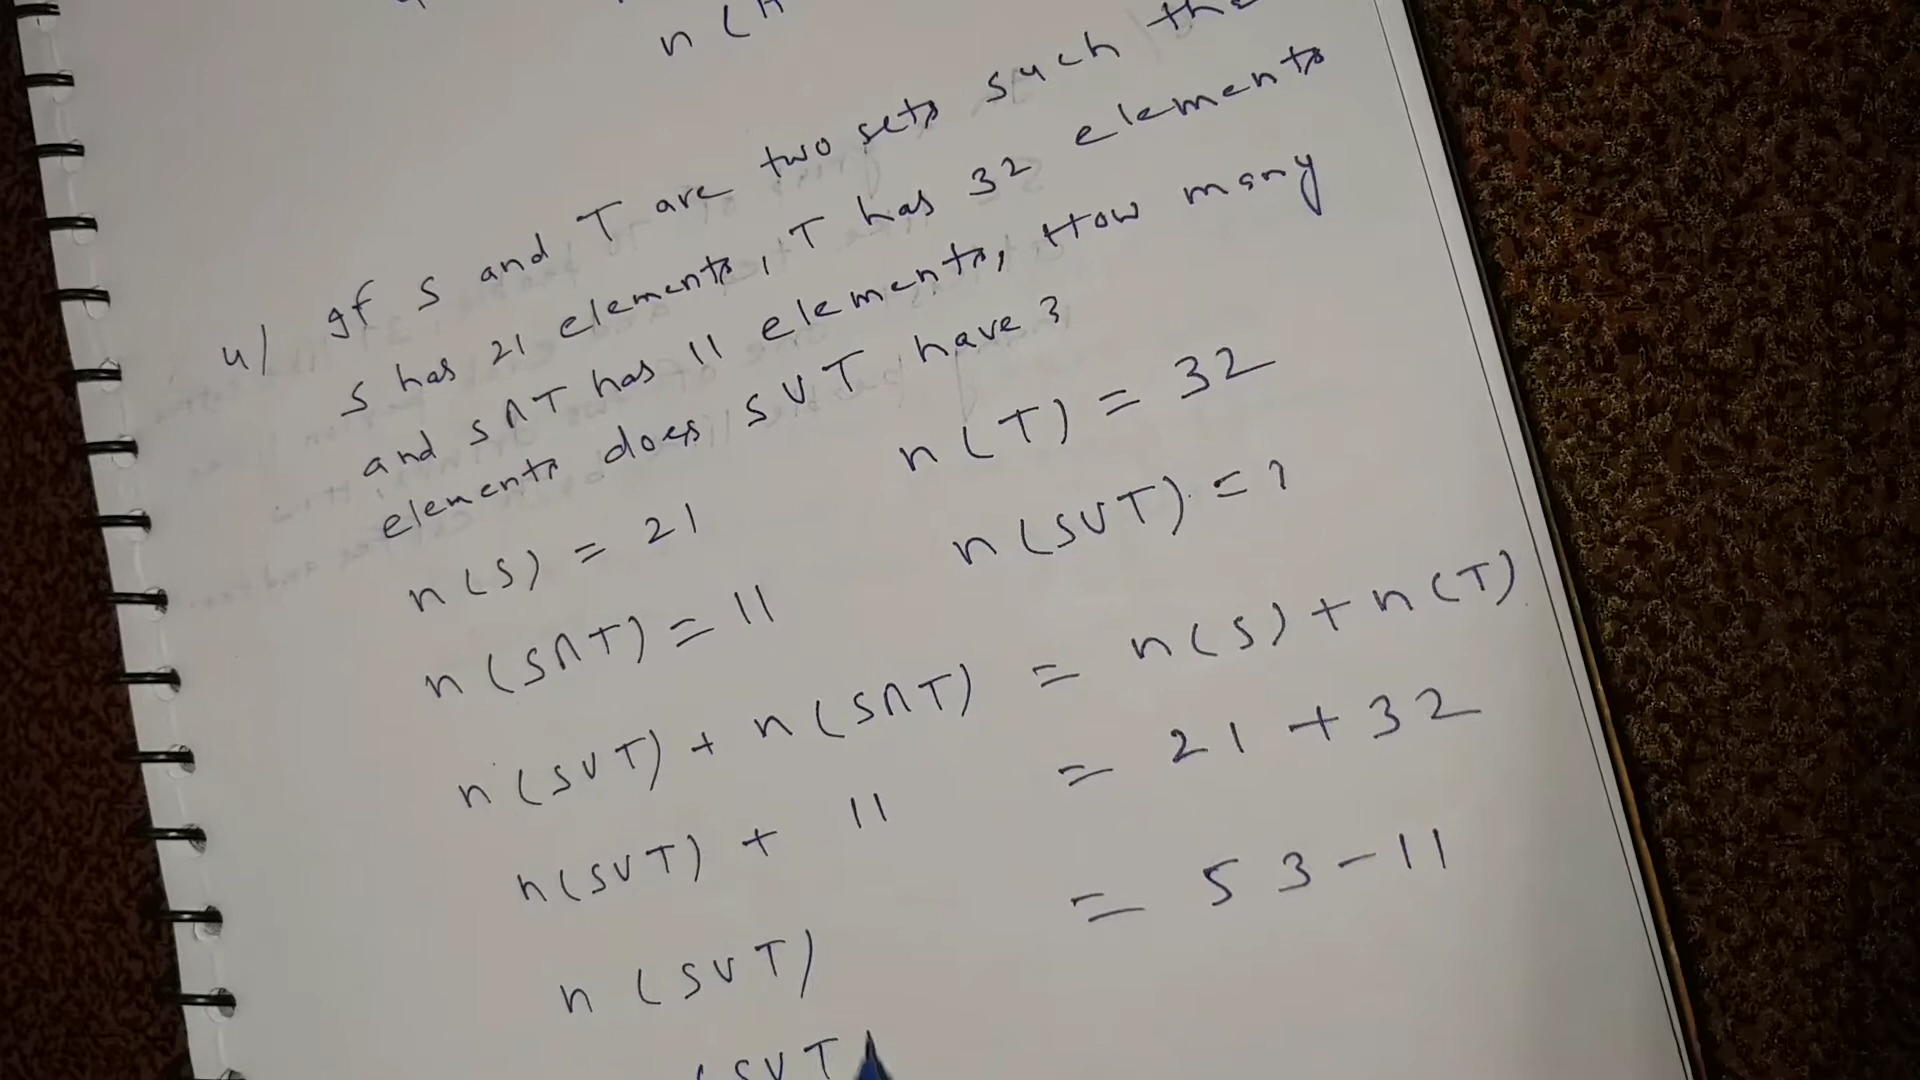 n(A
4) If S and T are two sets such tha
S has 21 elements, T has 32 elements
and S∩T has 11 elements, How many
elements does S∪T have?
n(S) = 21 n(T) = 32
n(S∩T) = 11 n(S∪T) = ?
n(S∪T) + n(S∩T) = n(S) + n(T)
n(S∪T) + 11 = 21 + 32
n(S∪T) = 53 - 11
(S∪T